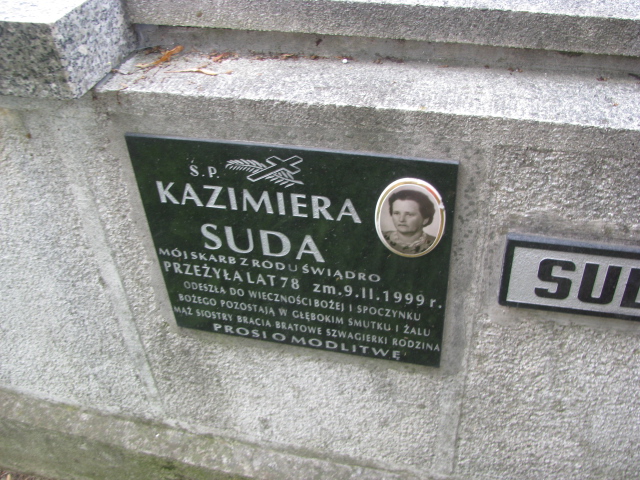 Ś.P.
KAZIMIERA
SUDA
MÓJ SKARB Z RODU ŚWIĄDRO
PRZEŻYŁA LAT 78 zm. 9.II.1999 r.
ODESZŁA DO WIECZNOŚCI BOŻEJ I SPOCZYNKU
BOŻEGO POZOSTAJĄ W GŁĘBOKIM SMUTKU I ŻALU
MĄŻ SIOSTRY BRACIA BRATOWE SZWAGIERKI RODZINA
PROSI O MODLITWĘ
SUD